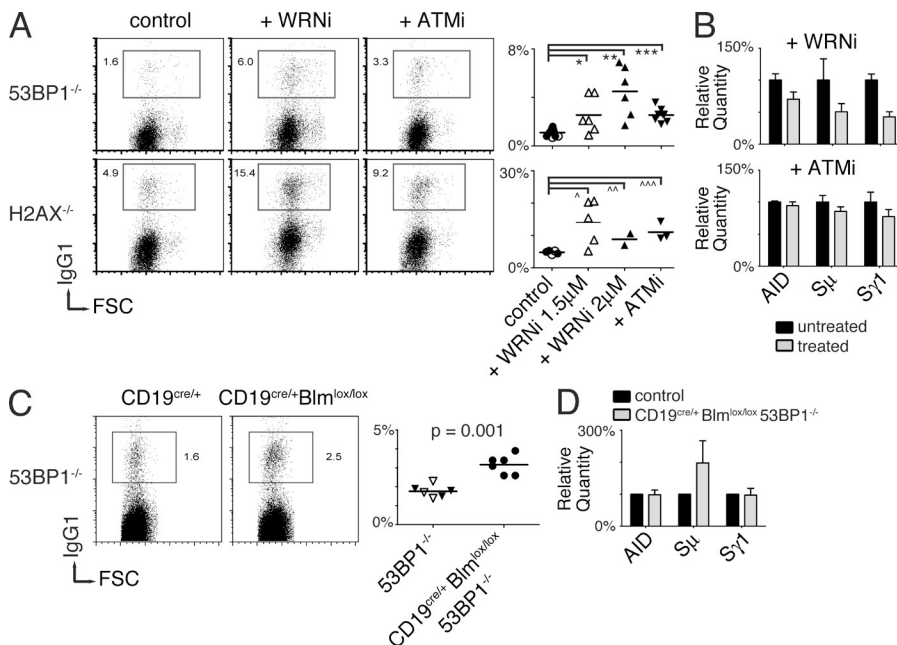 A
control
+ WRNi
+ ATMi
53BP1-/-
1.6
6.0
3.3
8%
0%
*
**
***
H2AX-/-
4.9
15.4
9.2
30%
0%
^
^^
^^^
IgG1
FSC
control
+ WRNi 1.5µM
+ WRNi 2µM
+ ATMi
B
+ WRNi
150%
0%
Relative
Quantity
+ ATMi
150%
0%
Relative
Quantity
AID
Sµ
Sγ1
untreated
treated
C
CD19cre/+
CD19cre/+Blmlox/lox
53BP1-/-
1.6
2.5
IgG1
FSC
5%
0%
p = 0.001
53BP1-/-
CD19cre/+ Blmlox/lox
53BP1-/-
D
control
CD19cre/+ Blmlox/lox 53BP1-/-
300%
0%
Relative
Quantity
AID
Sµ
Sγ1